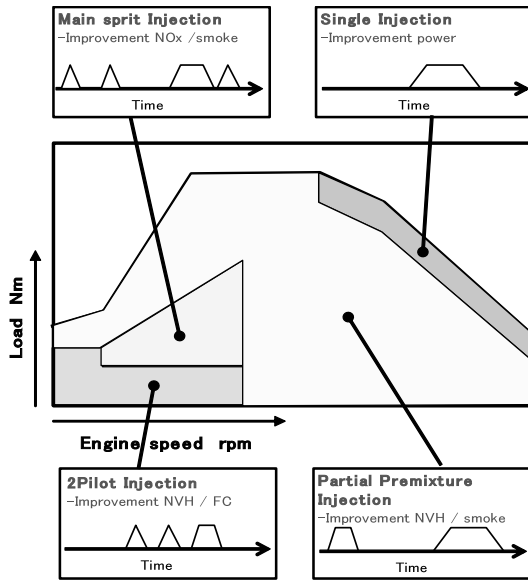 Main sprit Injection
-Improvement NOx /smoke
Time
Single Injection
-Improvement power
Time
Load Nm
Engine speed rpm
2Pilot Injection
-Improvement NVH / FC
Time
Partial Premixture
Injection
-Improvement NVH / smoke
Time